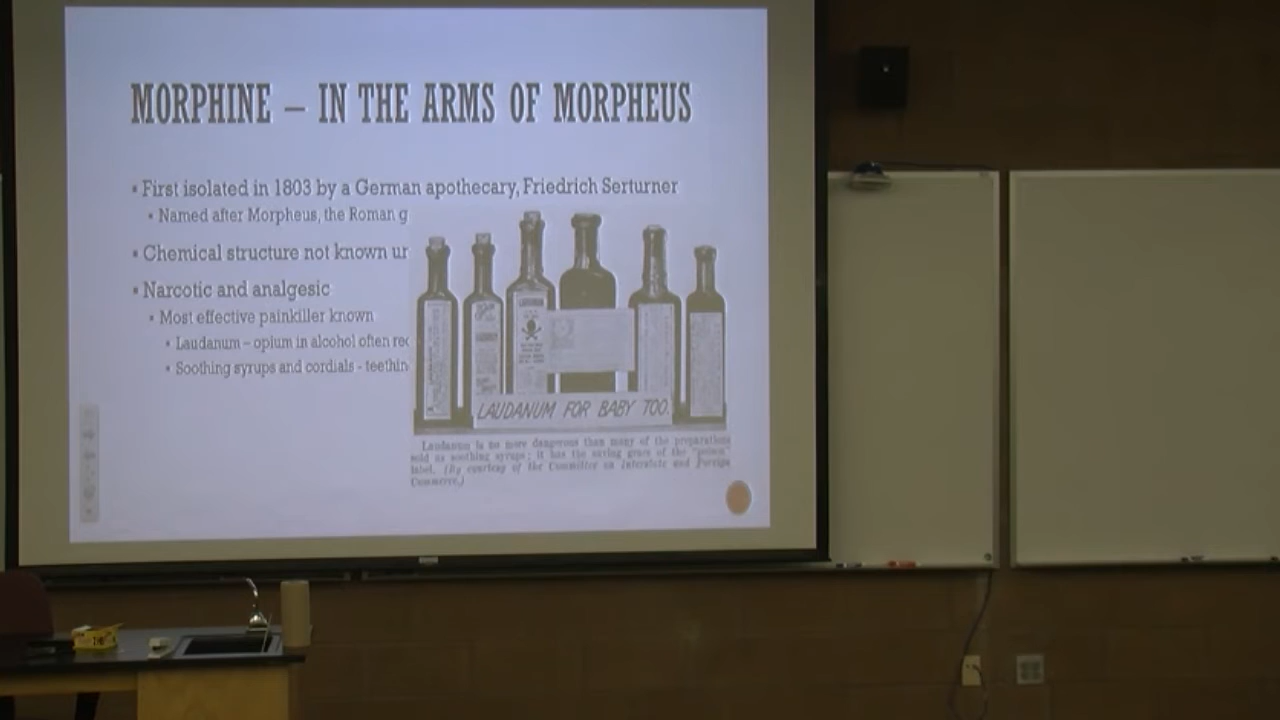 MORPHINE – IN THE ARMS OF MORPHEUS
▪ First isolated in 1803 by a German apothecary, Friedrich Serturner
▪ Named after Morpheus, the Roman g
▪ Chemical structure not known ur
▪ Narcotic and analgesic
▪ Most effective painkiller known
▪ Laudanum – opium in alcohol often rec
▪ Soothing syrups and cordials - teethin
LAUDANUM
LAUDANUM FOR BABY TOO.
Laudanum is no more dangerous than many of the preparations
sold as soothing syrups; it has the saving grace of the "poison"
label. (By courtesy of the Committee on Interstate and Foreign
Commerce.)